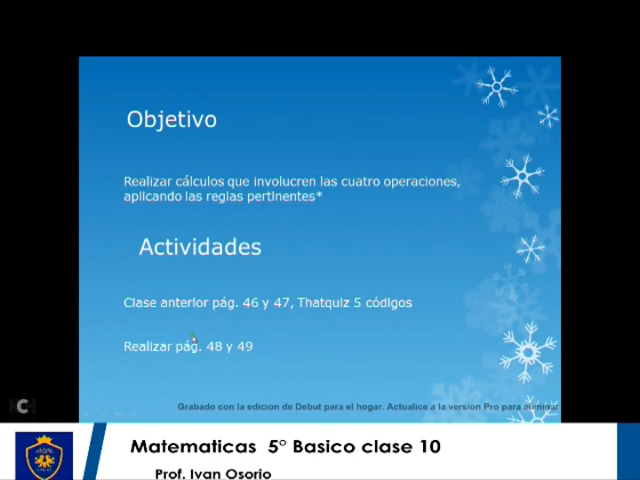 Objetivo
Realizar cálculos que involucren las cuatro operaciones,
aplicando las reglas pertinentes*
Actividades
Clase anterior pág. 46 y 47, Thatquiz 5 códigos
Realizar pág. 48 y 49
Grabado con la edicion de Debut para el hogar. Actualice a la version Pro para eliminar
Matematicas 5° Basico clase 10
Prof. Ivan Osorio